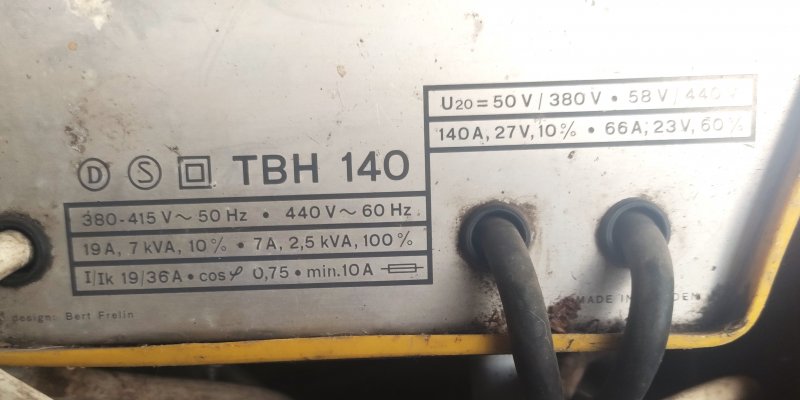 U20 = 50 V / 380 V • 58 V / 440 V
140 A, 27 V, 10 % • 66 A, 23 V, 60 %
D S TBH 140
380-415 V ~ 50 Hz • 440 V ~ 60 Hz
19 A, 7 kVA, 10 % • 7 A, 2,5 kVA, 100 %
I/Ik 19/36 A • cos φ 0,75 • min. 10 A
design: Bert Frelin
MADE IN